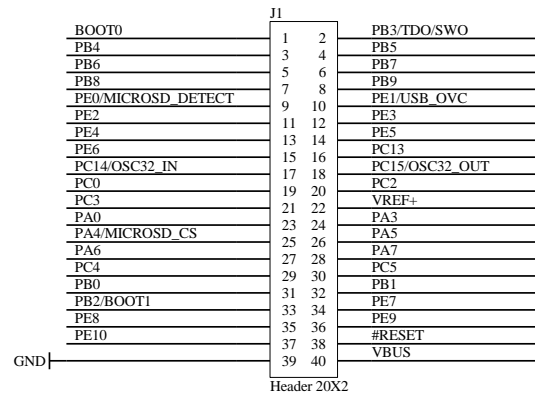 J1
BOOT0 1 2 PB3/TDO/SWO
PB4 3 4 PB5
PB6 5 6 PB7
PB8 7 8 PB9
PE0/MICROSD_DETECT 9 10 PE1/USB_OVC
PE2 11 12 PE3
PE4 13 14 PE5
PE6 15 16 PC13
PC14/OSC32_IN 17 18 PC15/OSC32_OUT
PC0 19 20 PC2
PC3 21 22 VREF+
PA0 23 24 PA3
PA4/MICROSD_CS 25 26 PA5
PA6 27 28 PA7
PC4 29 30 PC5
PB0 31 32 PB1
PB2/BOOT1 33 34 PE7
PE8 35 36 PE9
PE10 37 38 #RESET
GND 39 40 VBUS
Header 20X2